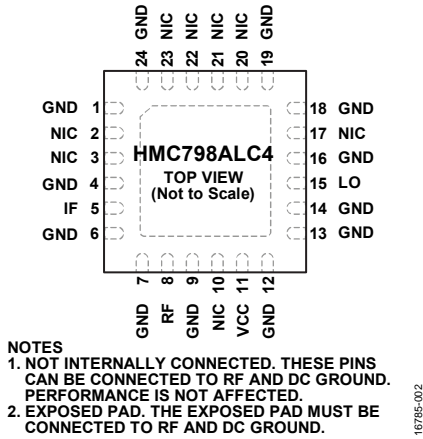 24 GND
23 NIC
22 NIC
21 NIC
20 NIC
19 GND
GND 1
NIC 2
NIC 3
GND 4
IF 5
GND 6
HMC798ALC4
TOP VIEW
(Not to Scale)
18 GND
17 NIC
16 GND
15 LO
14 GND
13 GND
GND 7
RF 8
GND 9
NIC 10
VCC 11
GND 12
NOTES
1. NOT INTERNALLY CONNECTED. THESE PINS
CAN BE CONNECTED TO RF AND DC GROUND.
PERFORMANCE IS NOT AFFECTED.
2. EXPOSED PAD. THE EXPOSED PAD MUST BE
CONNECTED TO RF AND DC GROUND.
16785-002